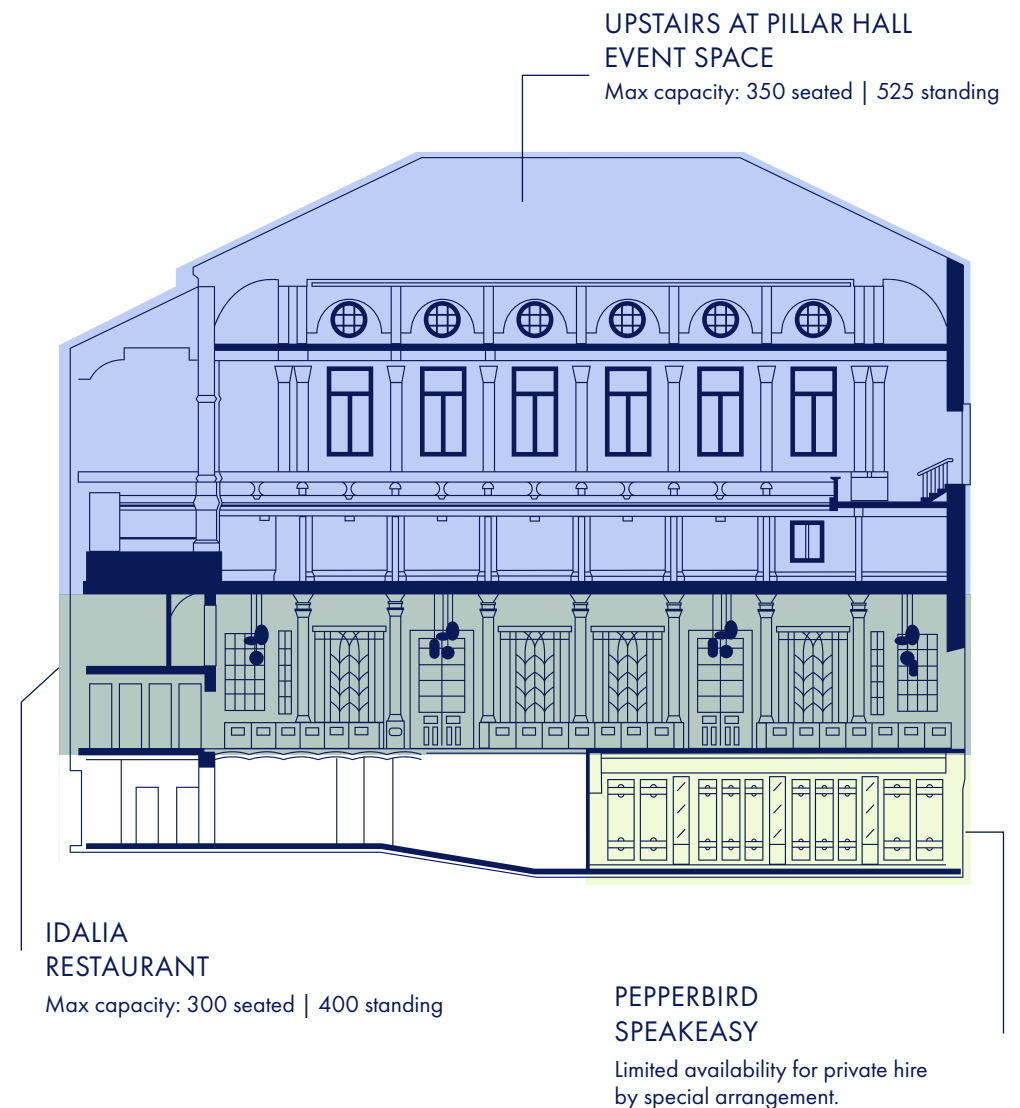 UPSTAIRS AT PILLAR HALL
EVENT SPACE
Max capacity: 350 seated | 525 standing
IDALIA
RESTAURANT
Max capacity: 300 seated | 400 standing
PEPPERBIRD
SPEAKEASY
Limited availability for private hire
by special arrangement.